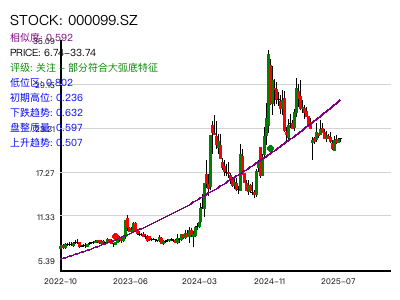 STOCK: 000099.SZ
相似度: 0.592
PRICE: 6.74-33.74
评级: 关注 - 部分符合大弧底特征
低位区: 0.802
初期高位: 0.236
下跌趋势: 0.632
盘整质量: 0.597
上升趋势: 0.507
35.09
29.15
17.27
11.33
5.39
2022-10
2023-06
2024-03
2024-11
2025-07